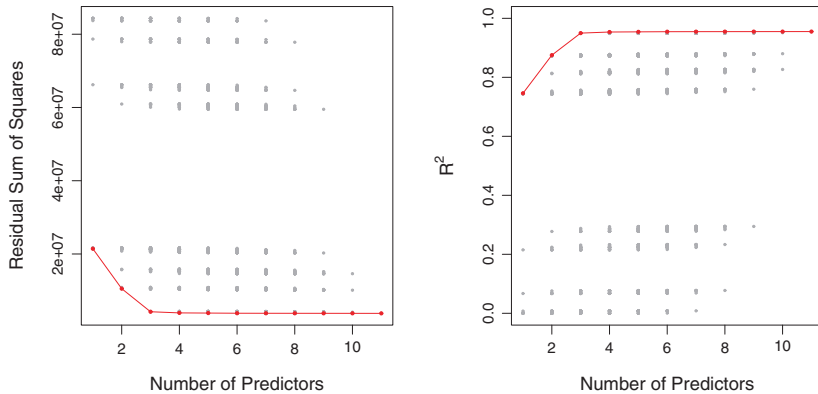 Residual Sum of Squares
8e+07
6e+07
4e+07
2e+07
2 4 6 8 10
Number of Predictors
R²
1.0
0.8
0.6
0.4
0.2
0.0
2 4 6 8 10
Number of Predictors